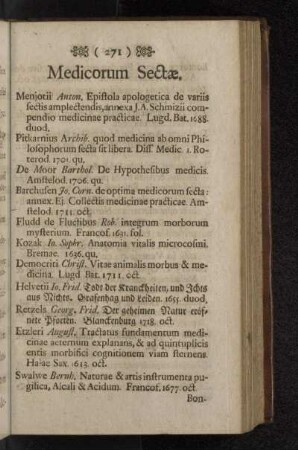 ( 271 )
Medicorum Sectæ.
Menjotii Anton. Epistola apologetica de variis
sectis amplectendis, annexa J.A. Schmizii com-
pendio medicinae practicae. Lugd. Bat. 1688.
duod.
Pitkarnius Archib. quod medicina ab omni Phi-
losophorum secta sit libera. Diss Medic. 1. Ro-
terod. 1701. qu.
De Moor Barthol. De Hypothesibus medicis.
Amstelod. 1706. qu.
Barchusen Jo. Corn. de optima medicorum secta:
annex. Ej. Collectis medicinae practicae. Am-
stelod. 1711. oct.
Fludd de Fluctibus Rob. integrum morborum
mysterium. Francof. 1631. fol.
Kozak Io. Sophr. Anatomia vitalis microcosmi.
Bremae. 1636. qu.
Democriti Christ. Vitae animalis morbus & me-
dicina. Lugd Bat. 1711. oct
Helvetii Io. Frid. Todt der Kranckheiten, und Ichts
aus Nichts. Grafenhag und Leiden. 1655. duod,
Retzels Georg. Frid. Der geheimen Natur eröf-
nete Pforten. Blanckenburg 1718. oct.
Etzleri August. Tractatus fundamentum medi-
cinae aeternum explanans, & ad quintuplicis
entis morbifici cognitionem viam sternens.
Halae Sax. 1613. oct.
Swalwe Bernh. Naturae & artis instrumenta pu-
gilica, Alcali & Acidum. Francof. 1677. oct.
Bon-